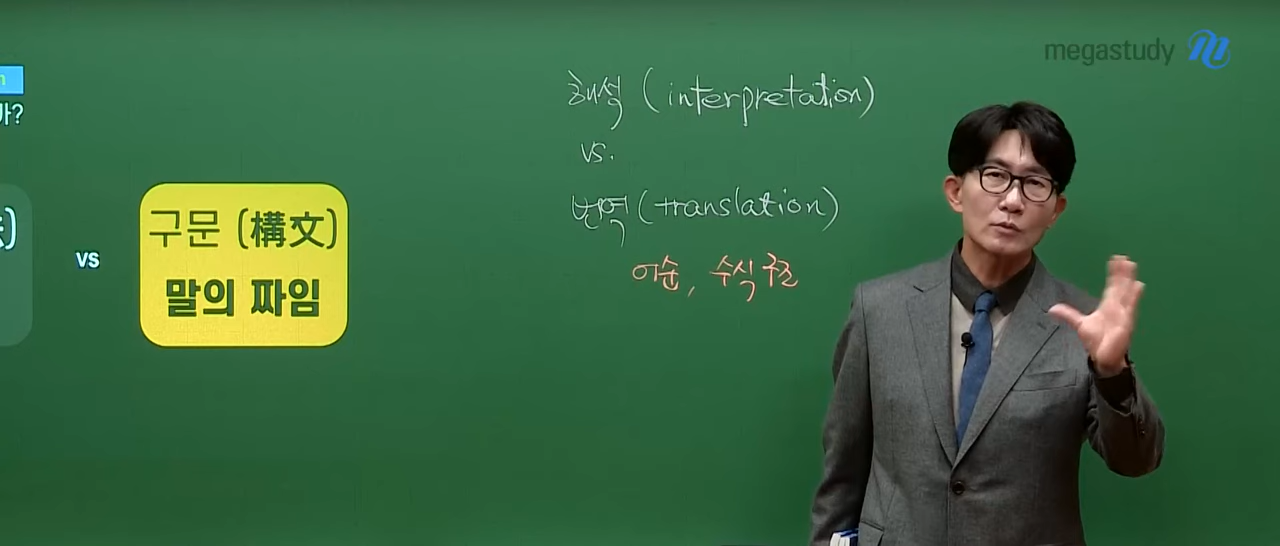 megastudy
해석 (interpretation)
vs.
번역 (translation)
어순, 수식 구조
vs
구문 (構文)
말의 짜임